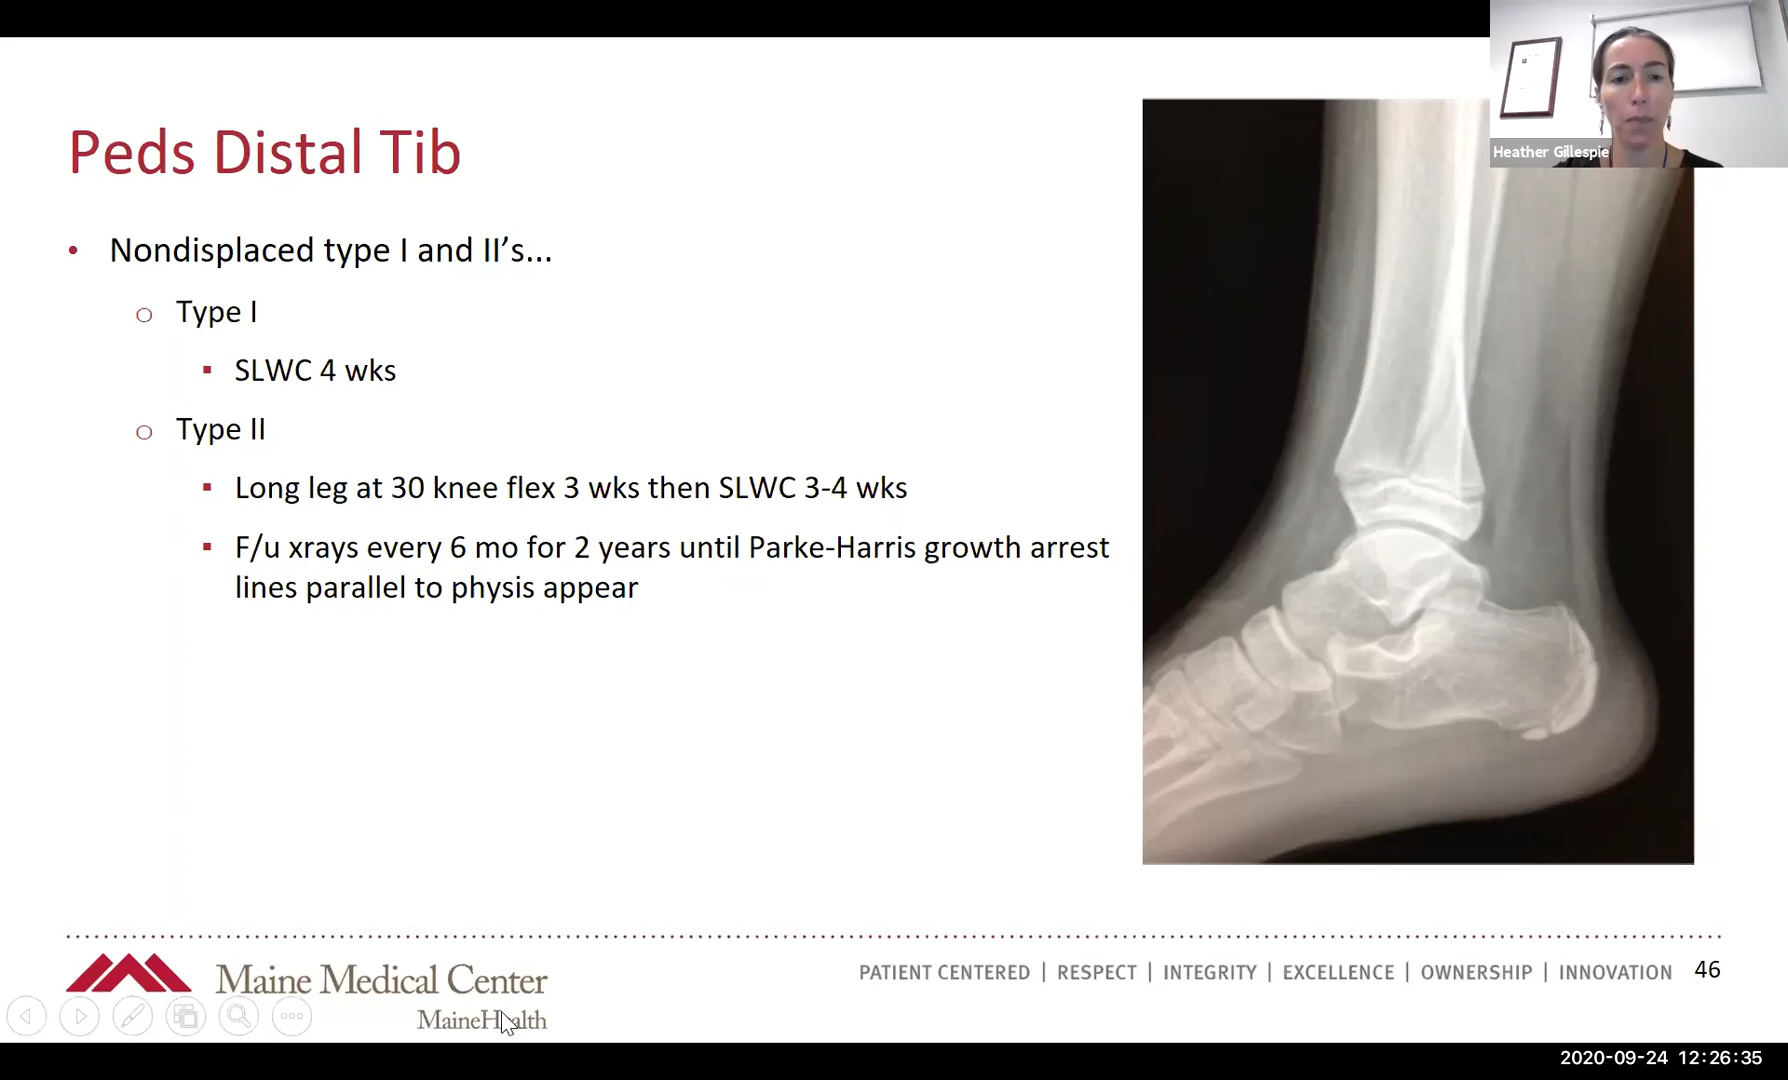 Heather Gillespie
Peds Distal Tib
• Nondisplaced type I and II’s...
o Type I
▪ SLWC 4 wks
o Type II
▪ Long leg at 30 knee flex 3 wks then SLWC 3-4 wks
▪ F/u xrays every 6 mo for 2 years until Parke-Harris growth arrest
lines parallel to physis appear
Maine Medical Center
MaineHealth
PATIENT CENTERED | RESPECT | INTEGRITY | EXCELLENCE | OWNERSHIP | INNOVATION 46
2020-09-24 12:26:35